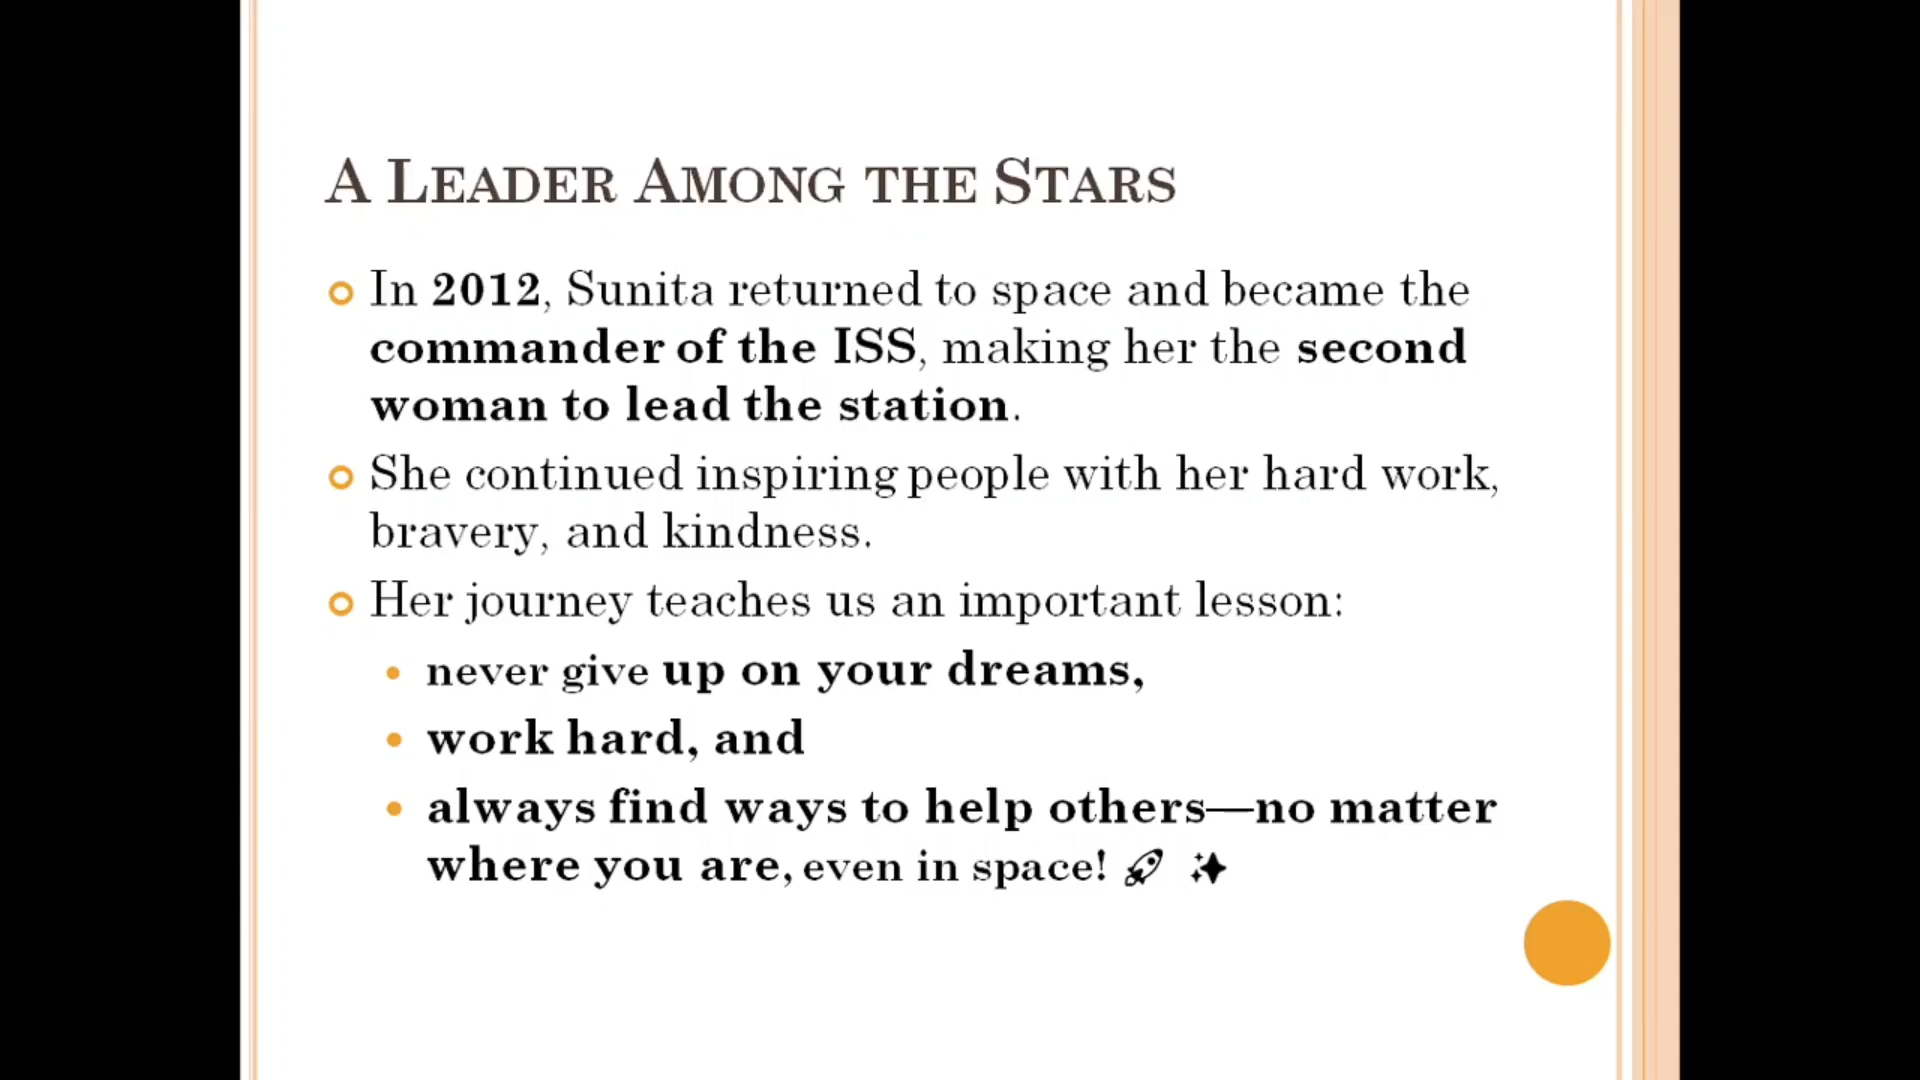 A Leader Among the Stars
In 2012, Sunita returned to space and became the
commander of the ISS, making her the second
woman to lead the station.
She continued inspiring people with her hard work,
bravery, and kindness.
Her journey teaches us an important lesson:
never give up on your dreams,
work hard, and
always find ways to help others—no matter
where you are, even in space! 🚀 ✨